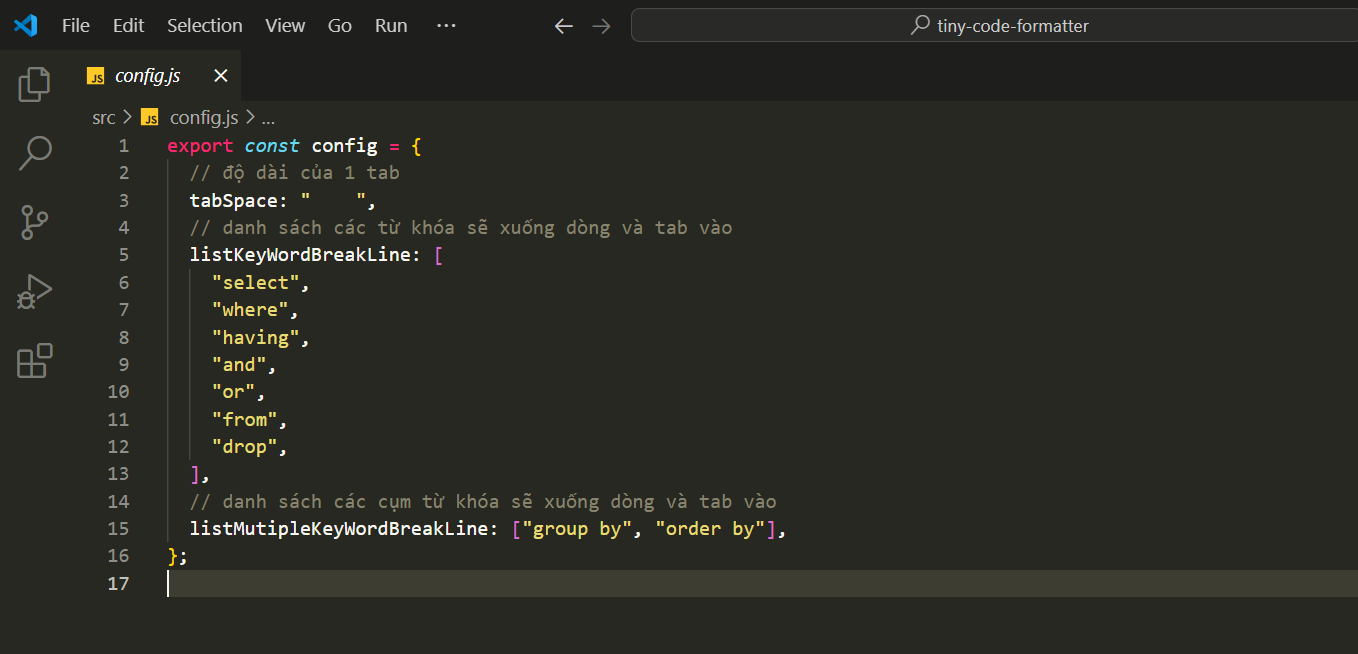 File Edit Selection View Go Run ··· ← → tiny-code-formatter
JS config.js ×
src > JS config.js > ...
1 export const config = {
2 // độ dài của 1 tab
3 tabSpace: "    ",
4 // danh sách các từ khóa sẽ xuống dòng và tab vào
5 listKeyWordBreakLine: [
6 "select",
7 "where",
8 "having",
9 "and",
10 "or",
11 "from",
12 "drop",
13 ],
14 // danh sách các cụm từ khóa sẽ xuống dòng và tab vào
15 listMutipleKeyWordBreakLine: ["group by", "order by"],
16 };
17